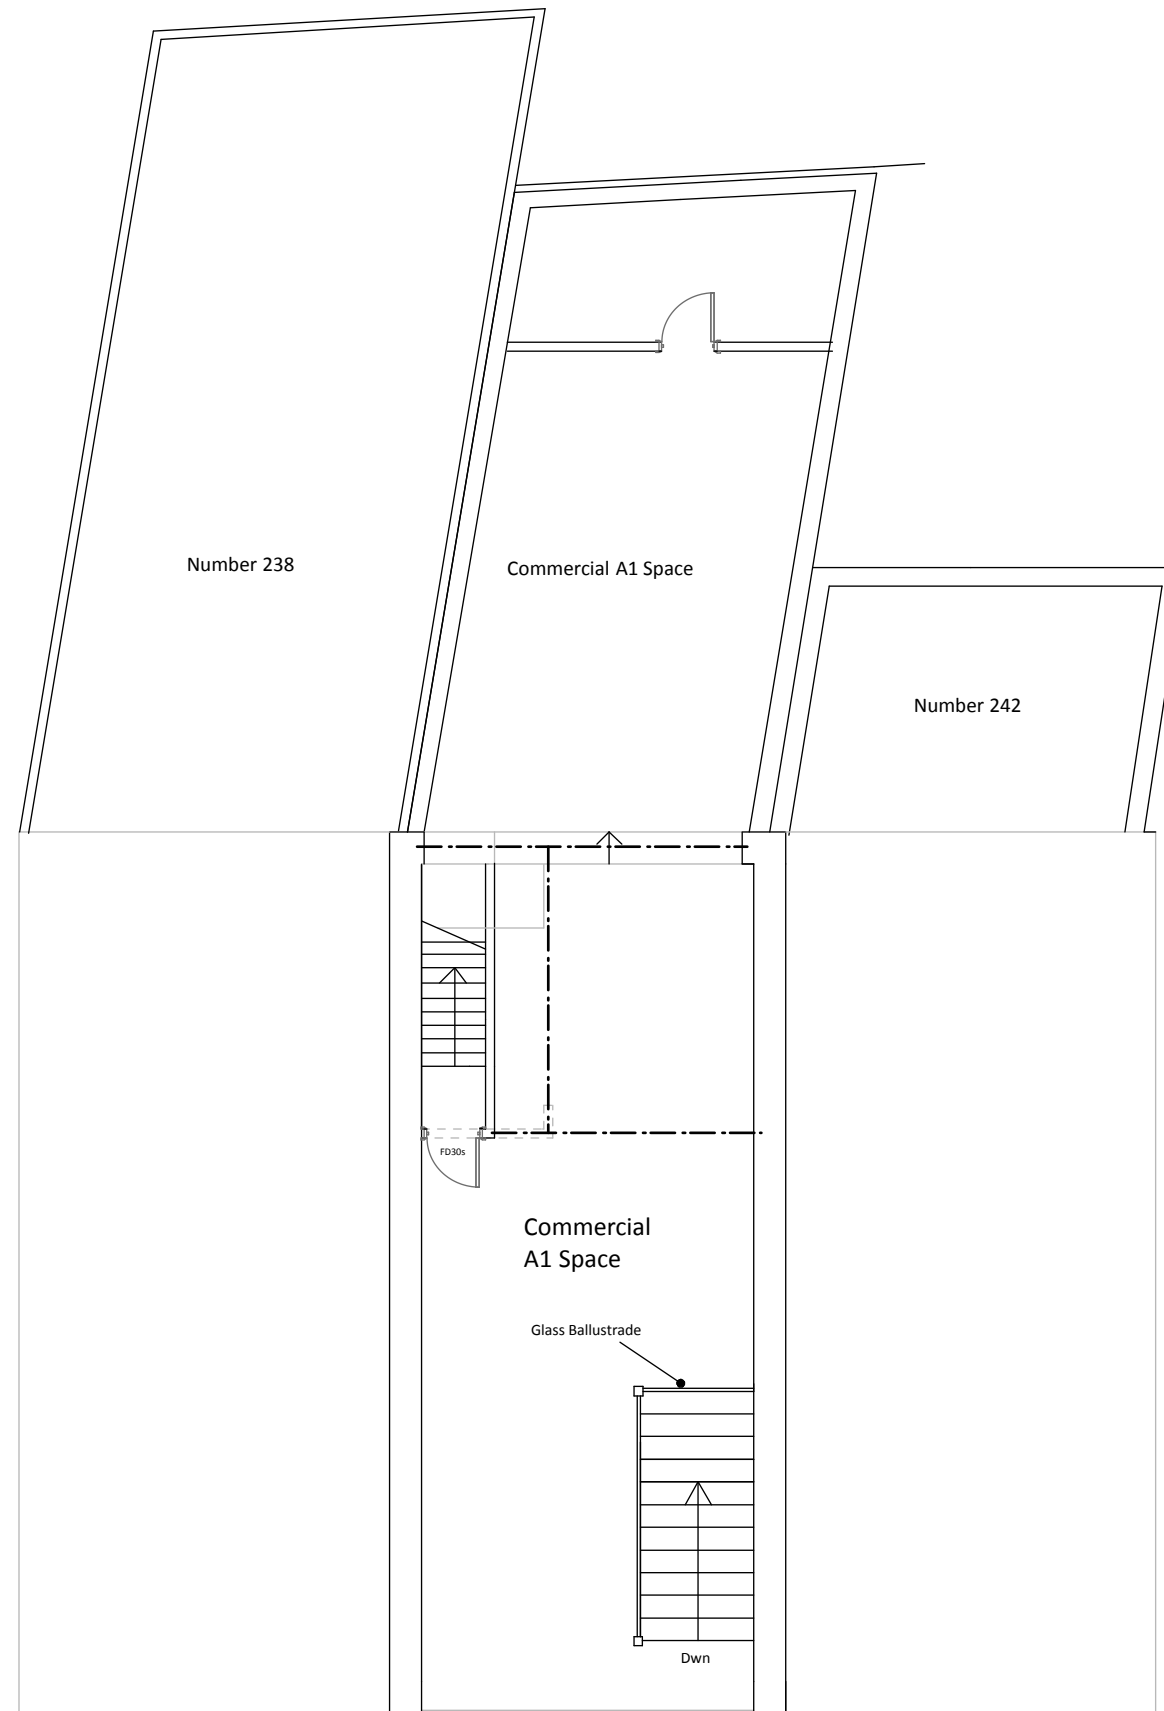 Number 238
Commercial A1 Space
Number 242
FD30s
Commercial
A1 Space
Glass Ballustrade
Dwn